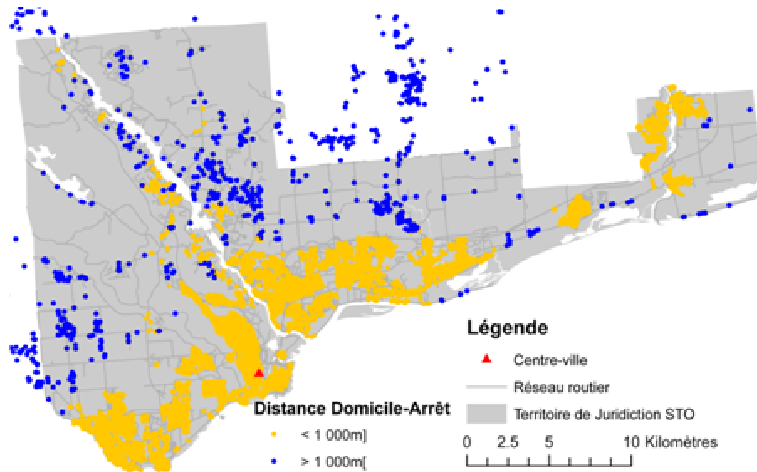 Légende
Centre-ville
Réseau routier
Territoire de Juridiction STO
0 2.5 5 10 Kilomètres
Distance Domicile-Arrêt
< 1 000m]
> 1 000m[